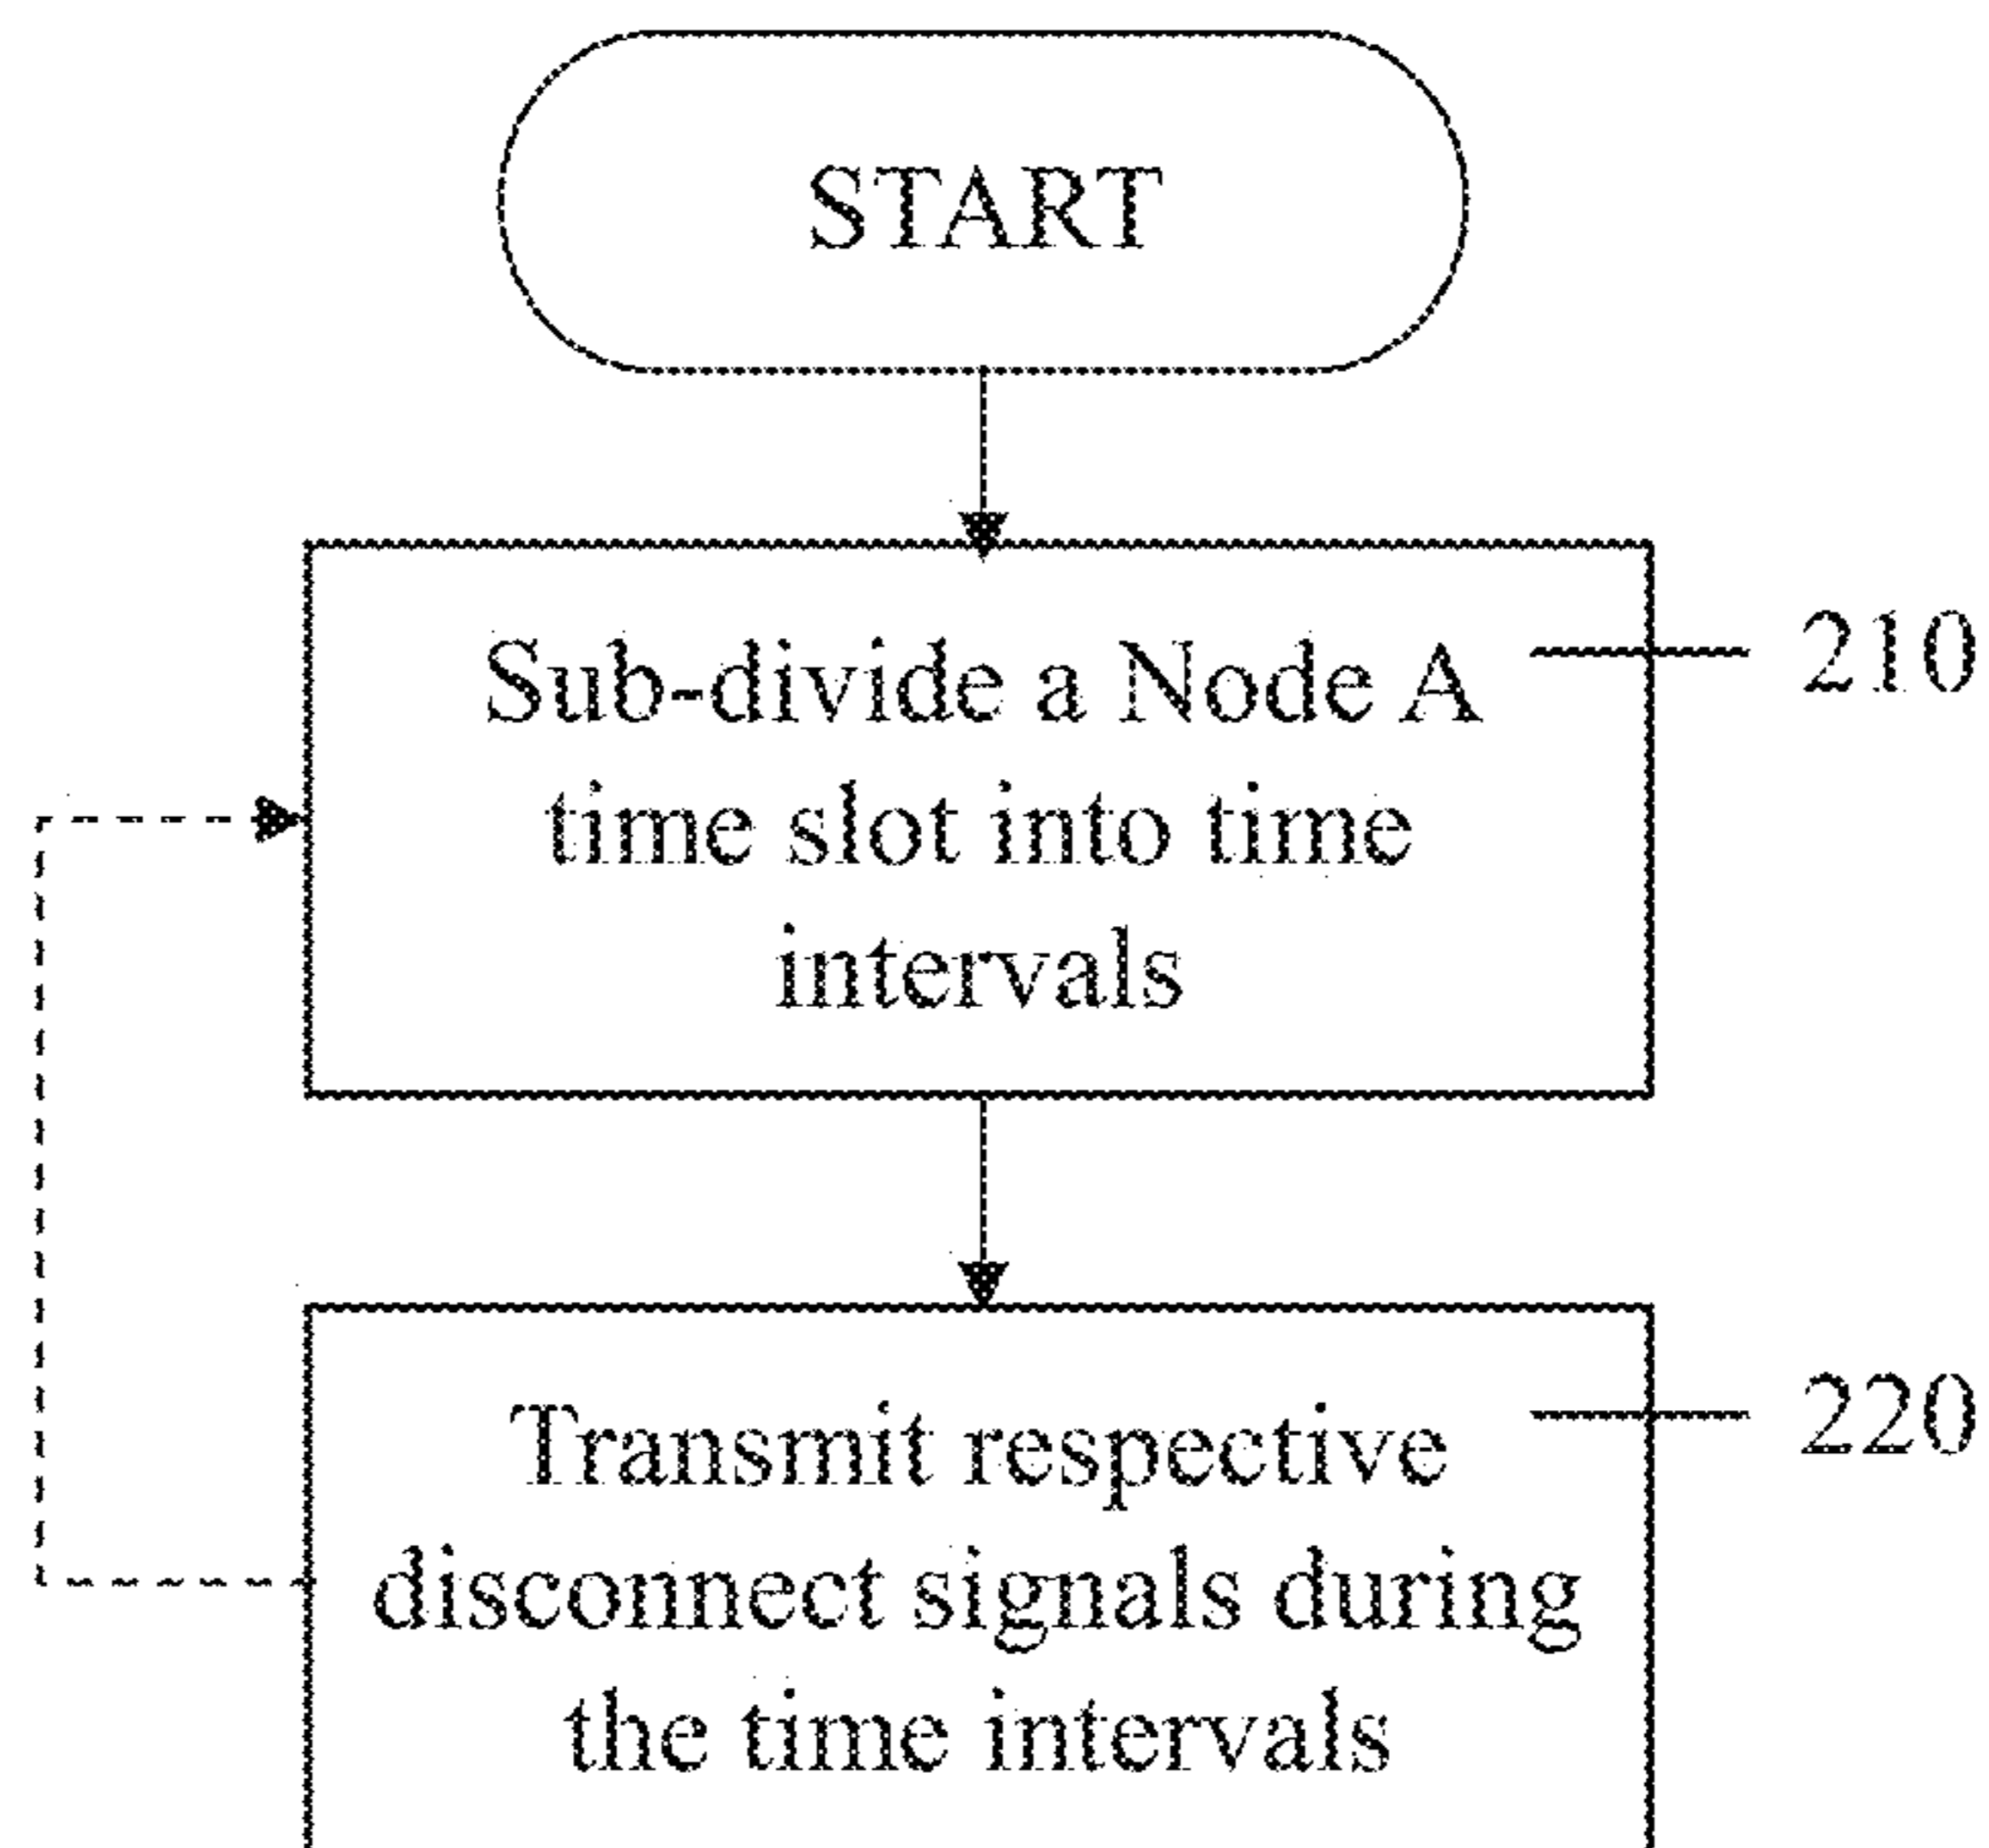 START
Sub-divide a Node A
time slot into time
intervals
210
Transmit respective
disconnect signals during
the time intervals
220